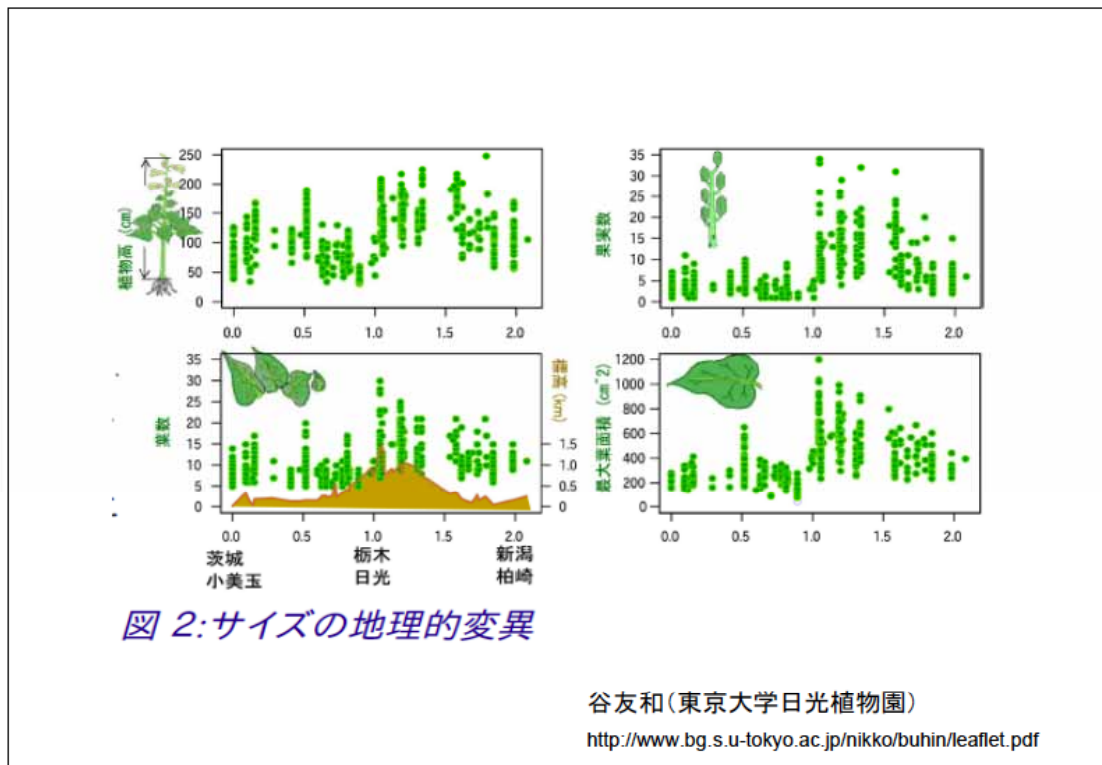 植物高 (cm)
250
200
150
100
50
0
0.0 0.5 1.0 1.5 2.0
果実数
35
30
25
20
15
10
5
0
0.0 0.5 1.0 1.5 2.0
葉数
35
30
25
20
15
10
5
0
標高 (km)
1.5
1.0
0.5
0
0.0 0.5 1.0 1.5 2.0
茨城
小美玉
栃木
日光
新潟
柏崎
最大葉面積 (cm^2)
1200
1000
800
600
400
200
0
0.0 0.5 1.0 1.5 2.0
図 2:サイズの地理的変異
谷友和(東京大学日光植物園)
http://www.bg.s.u-tokyo.ac.jp/nikko/buhin/leaflet.pdf